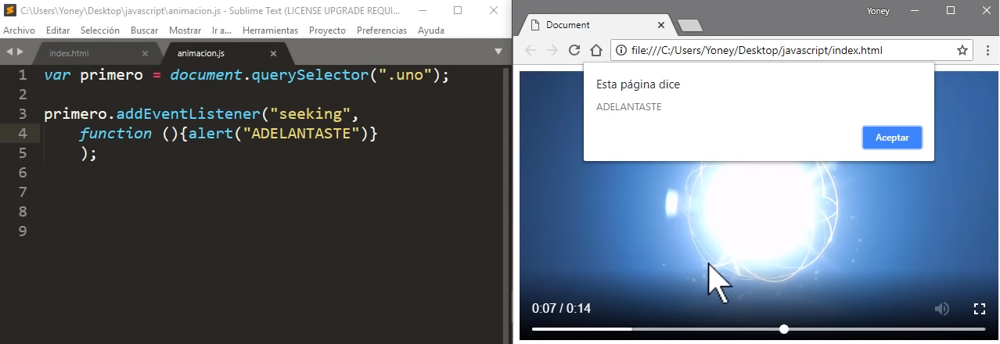 C:\Users\Yoney\Desktop\javascript\animacion.js - Sublime Text (LICENSE UPGRADE REQUI...
Archivo Editar Selección Buscar Mostrar Ir a... Herramientas Proyecto Preferencias Ayuda
index.html animacion.js
1 var primero = document.querySelector(".uno");
2
3 primero.addEventListener("seeking",
4 function (){alert("ADELANTASTE")}
5 );
6
7
8
9
Yoney
Document
file:///C:/Users/Yoney/Desktop/javascript/index.html
Esta página dice
ADELANTASTE
Aceptar
0:07 / 0:14